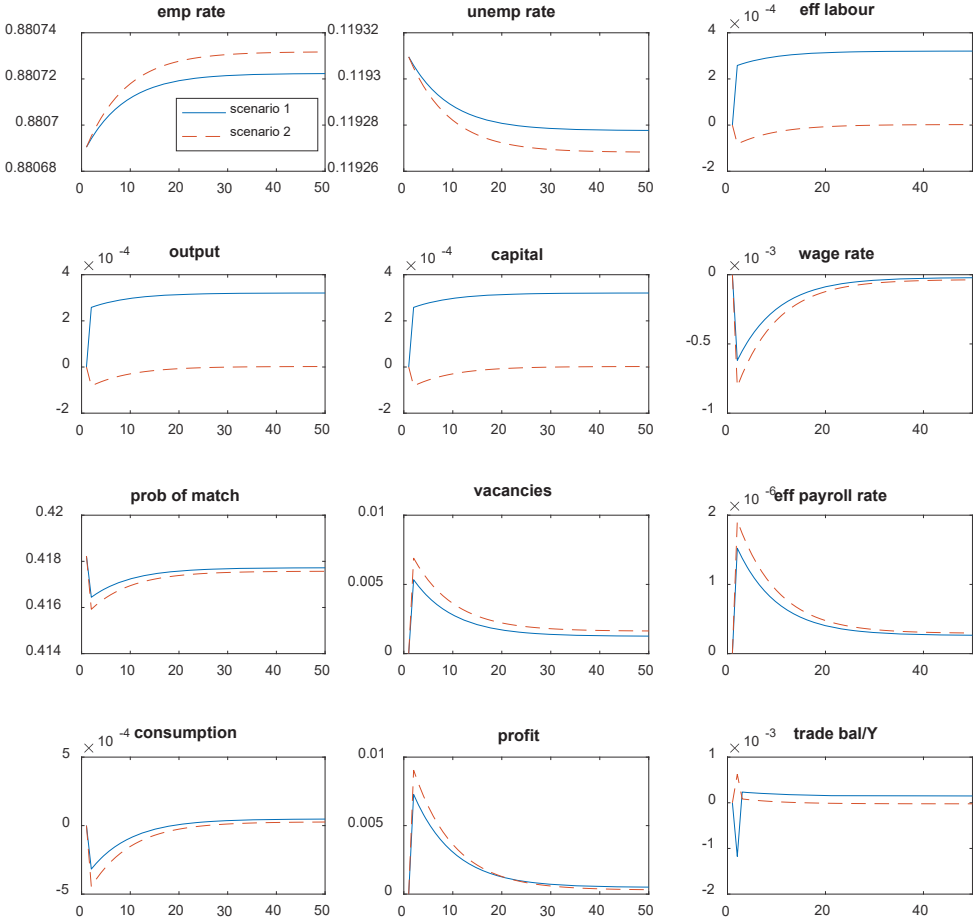 emp rate
0.88074
0.88072
0.8807
0.88068
0 10 20 30 40 50
scenario 1
scenario 2
unemp rate
0.11932
0.1193
0.11928
0.11926
0 10 20 30 40 50
eff labour
× 10 -4
4
2
0
-2
0 20 40
output
× 10 -4
4
2
0
-2
0 10 20 30 40 50
capital
× 10 -4
4
2
0
-2
0 10 20 30 40 50
wage rate
× 10 -3
0
-0.5
-1
0 20 40
prob of match
0.42
0.418
0.416
0.414
0 10 20 30 40 50
vacancies
0.01
0.005
0
0 10 20 30 40 50
eff payroll rate
× 10 -6
2
1
0
0 20 40
consumption
× 10 -4
5
0
-5
0 10 20 30 40 50
profit
0.01
0.005
0
0 10 20 30 40 50
trade bal/Y
× 10 -3
1
0
-1
-2
0 20 40